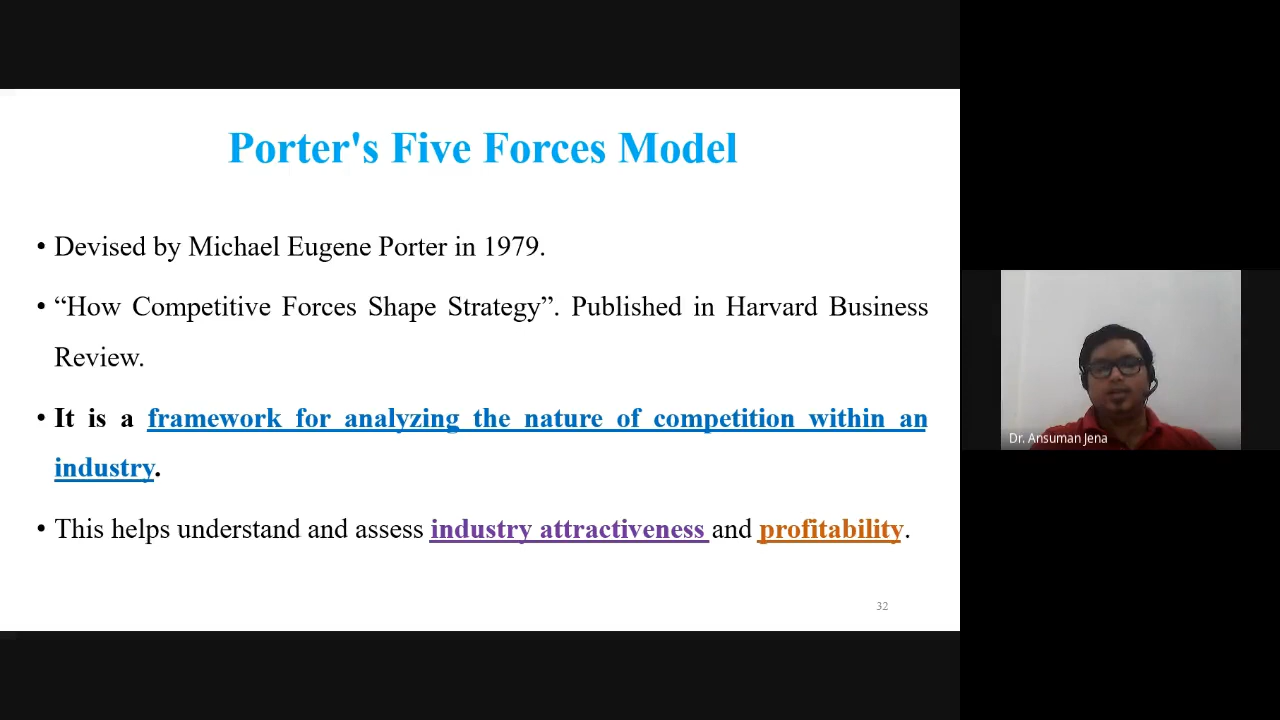 Porter's Five Forces Model
• Devised by Michael Eugene Porter in 1979.
• “How Competitive Forces Shape Strategy”. Published in Harvard Business
Review.
• It is a framework for analyzing the nature of competition within an
industry.
• This helps understand and assess industry attractiveness and profitability.
32
Dr. Ansuman Jena